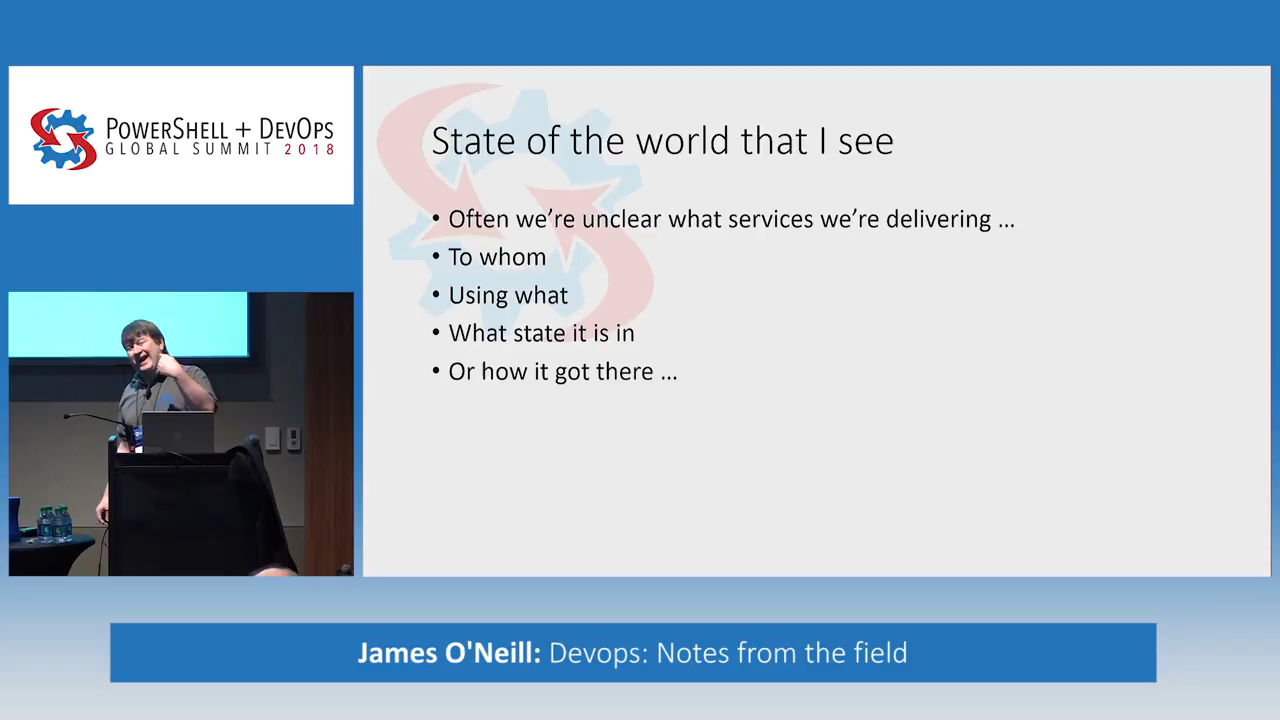 POWERSHELL + DEVOPS
GLOBAL SUMMIT 2018
State of the world that I see
• Often we're unclear what services we're delivering …
• To whom
• Using what
• What state it is in
• Or how it got there …
James O'Neill: Devops: Notes from the field